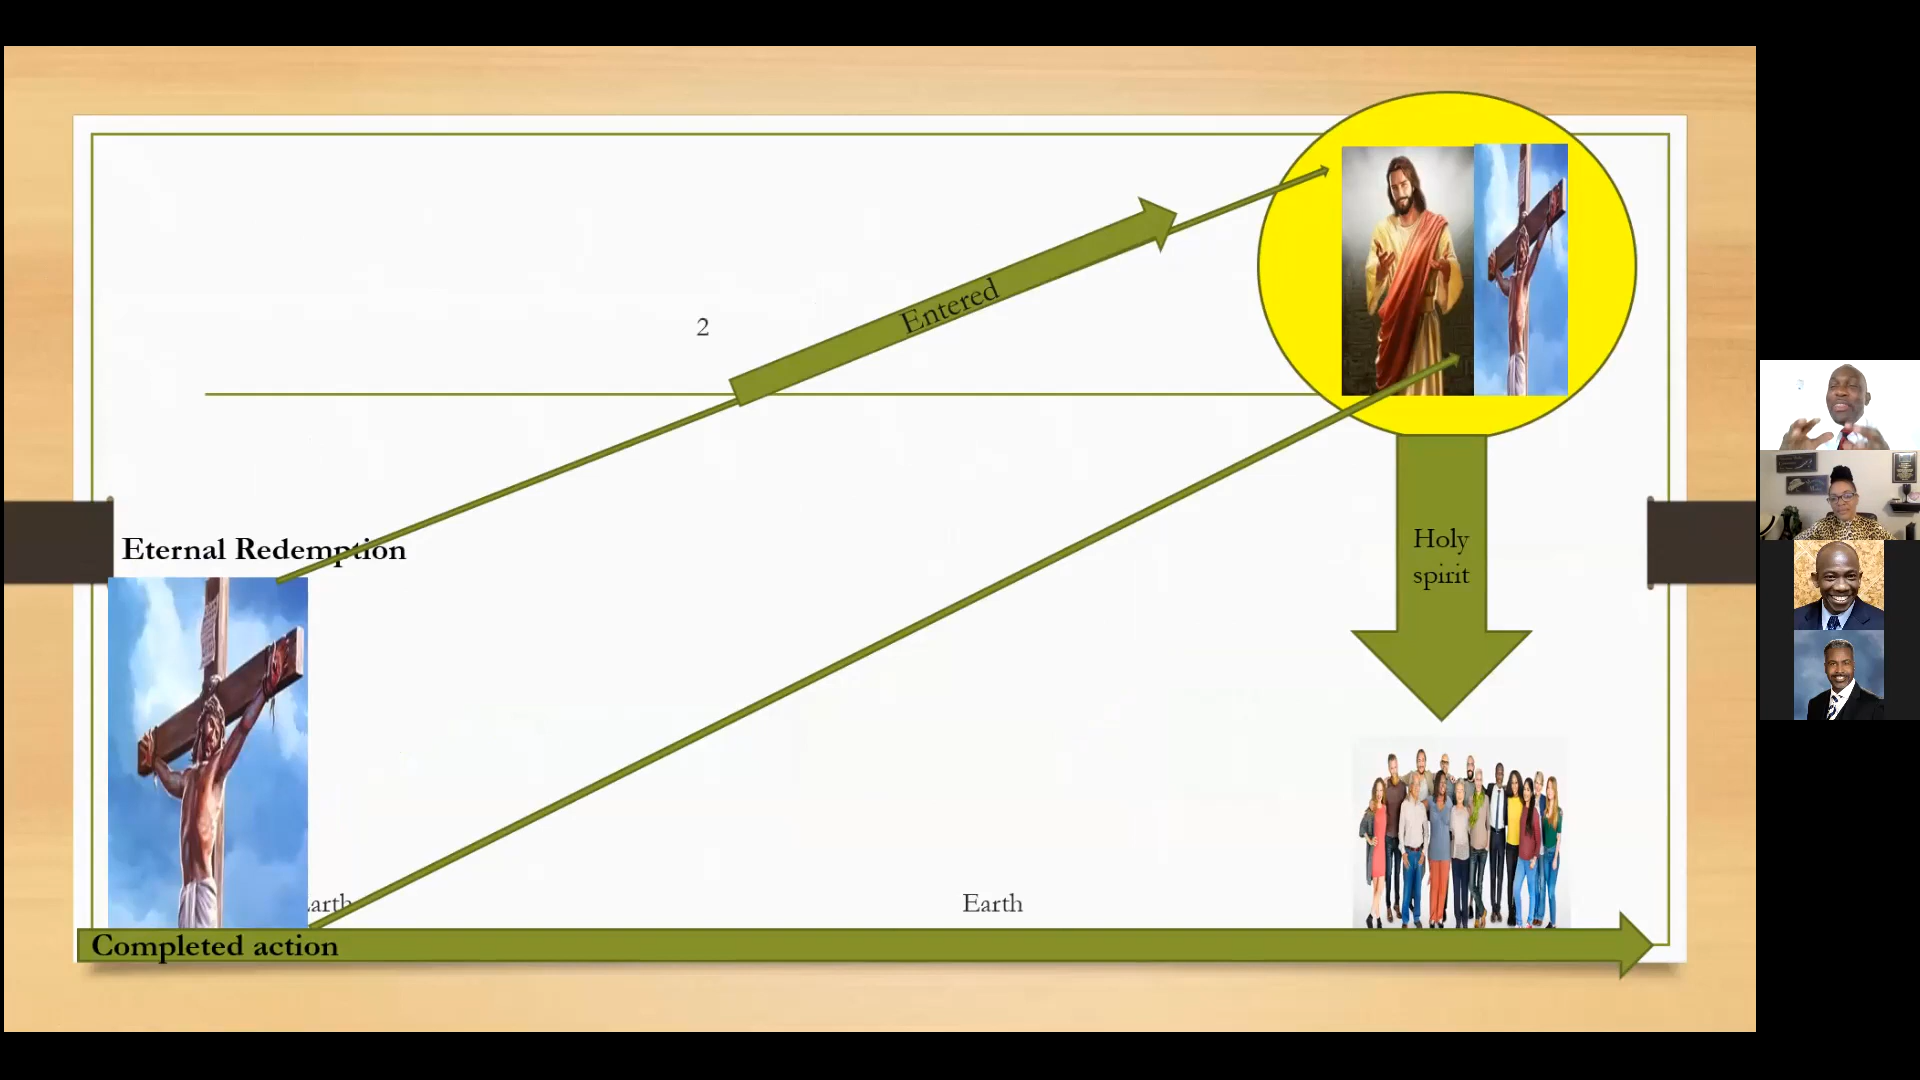 Entered
2
Holy
spirit
Eternal Redemption
Earth
Completed action